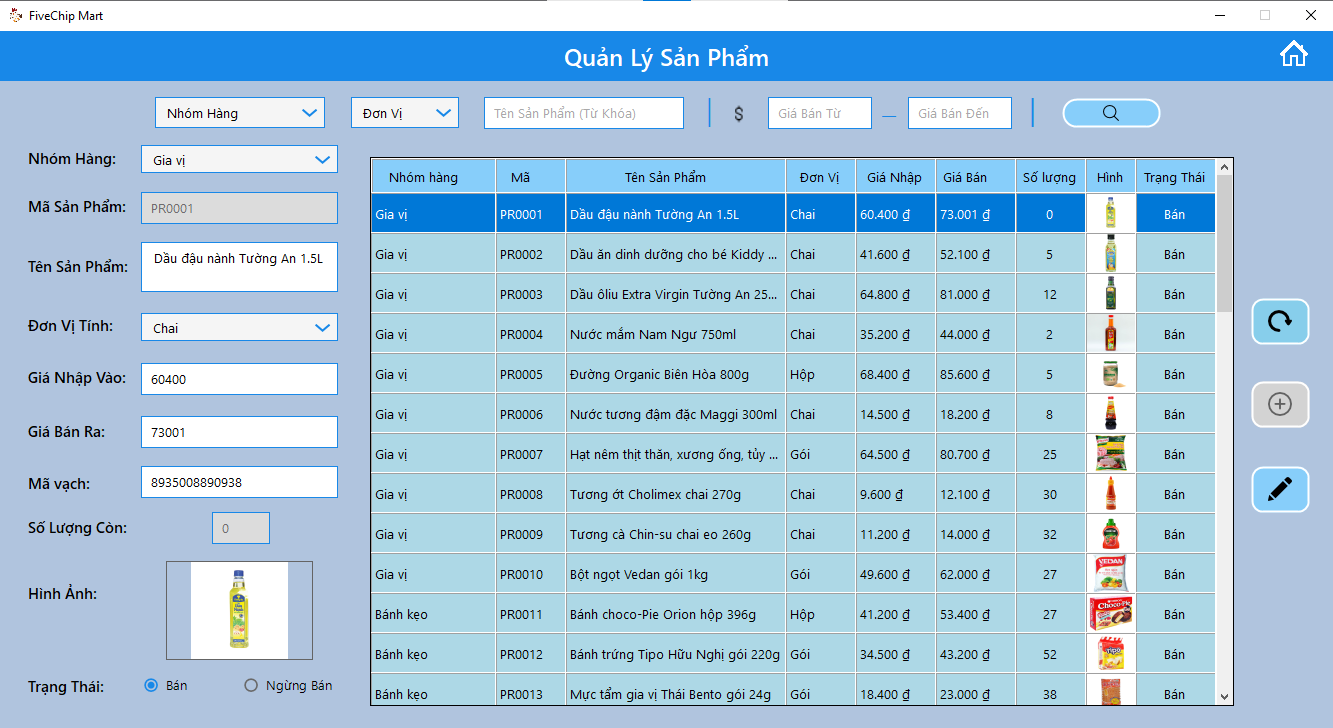 FiveChip Mart
Quản Lý Sản Phẩm
Nhóm Hàng
Đơn Vị
Tên Sản Phẩm (Từ Khóa)
$
Giá Bán Từ
Giá Bán Đến
Nhóm Hàng: Gia vị
Mã Sản Phẩm: PR0001
Tên Sản Phẩm: Dầu đậu nành Tường An 1.5L
Đơn Vị Tính: Chai
Giá Nhập Vào: 60400
Giá Bán Ra: 73001
Mã vạch: 8935008890938
Số Lượng Còn: 0
Hình Ảnh:
Trạng Thái: Bán Ngừng Bán
Nhóm hàng Mã Tên Sản Phẩm Đơn Vị Giá Nhập Giá Bán Số lượng Hình Trạng Thái
Gia vị PR0001 Dầu đậu nành Tường An 1.5L Chai 60.400 ₫ 73.001 ₫ 0 Bán
Gia vị PR0002 Dầu ăn dinh dưỡng cho bé Kiddy ... Chai 41.600 ₫ 52.100 ₫ 5 Bán
Gia vị PR0003 Dầu ôliu Extra Virgin Tường An 25... Chai 64.800 ₫ 81.000 ₫ 12 Bán
Gia vị PR0004 Nước mắm Nam Ngư 750ml Chai 35.200 ₫ 44.000 ₫ 2 Bán
Gia vị PR0005 Đường Organic Biên Hòa 800g Hộp 68.400 ₫ 85.600 ₫ 5 Bán
Gia vị PR0006 Nước tương đậm đặc Maggi 300ml Chai 14.500 ₫ 18.200 ₫ 8 Bán
Gia vị PR0007 Hạt nêm thịt thăn, xương ống, tủy ... Gói 64.500 ₫ 80.700 ₫ 25 Bán
Gia vị PR0008 Tương ớt Cholimex chai 270g Chai 9.600 ₫ 12.100 ₫ 30 Bán
Gia vị PR0009 Tương cà Chin-su chai eo 260g Chai 11.200 ₫ 14.000 ₫ 32 Bán
Gia vị PR0010 Bột ngọt Vedan gói 1kg Gói 49.600 ₫ 62.000 ₫ 27 VEDAN Bán
Bánh kẹo PR0011 Bánh choco-Pie Orion hộp 396g Hộp 41.200 ₫ 53.400 ₫ 27 Choco-Pie Bán
Bánh kẹo PR0012 Bánh trứng Tipo Hữu Nghị gói 220g Gói 34.500 ₫ 43.200 ₫ 52 Tipo Bán
Bánh kẹo PR0013 Mực tẩm gia vị Thái Bento gói 24g Gói 18.400 ₫ 23.000 ₫ 38 Bán